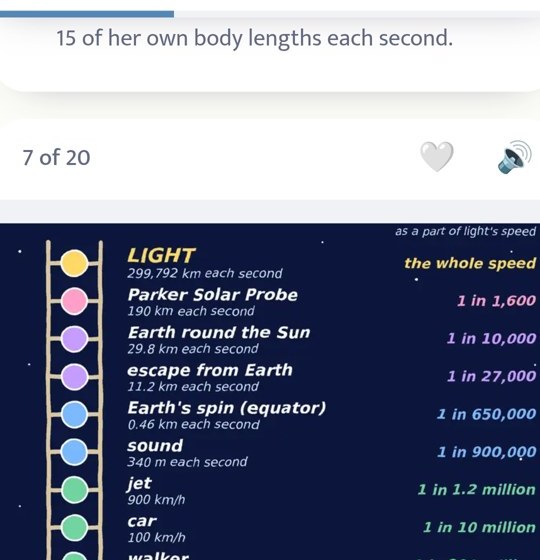 15 of her own body lengths each second.
7 of 20
as a part of light's speed
LIGHT
299,792 km each second
the whole speed
Parker Solar Probe
190 km each second
1 in 1,600
Earth round the Sun
29.8 km each second
1 in 10,000
escape from Earth
11.2 km each second
1 in 27,000
Earth's spin (equator)
0.46 km each second
1 in 650,000
sound
340 m each second
1 in 900,000
jet
900 km/h
1 in 1.2 million
car
100 km/h
1 in 10 million
walker